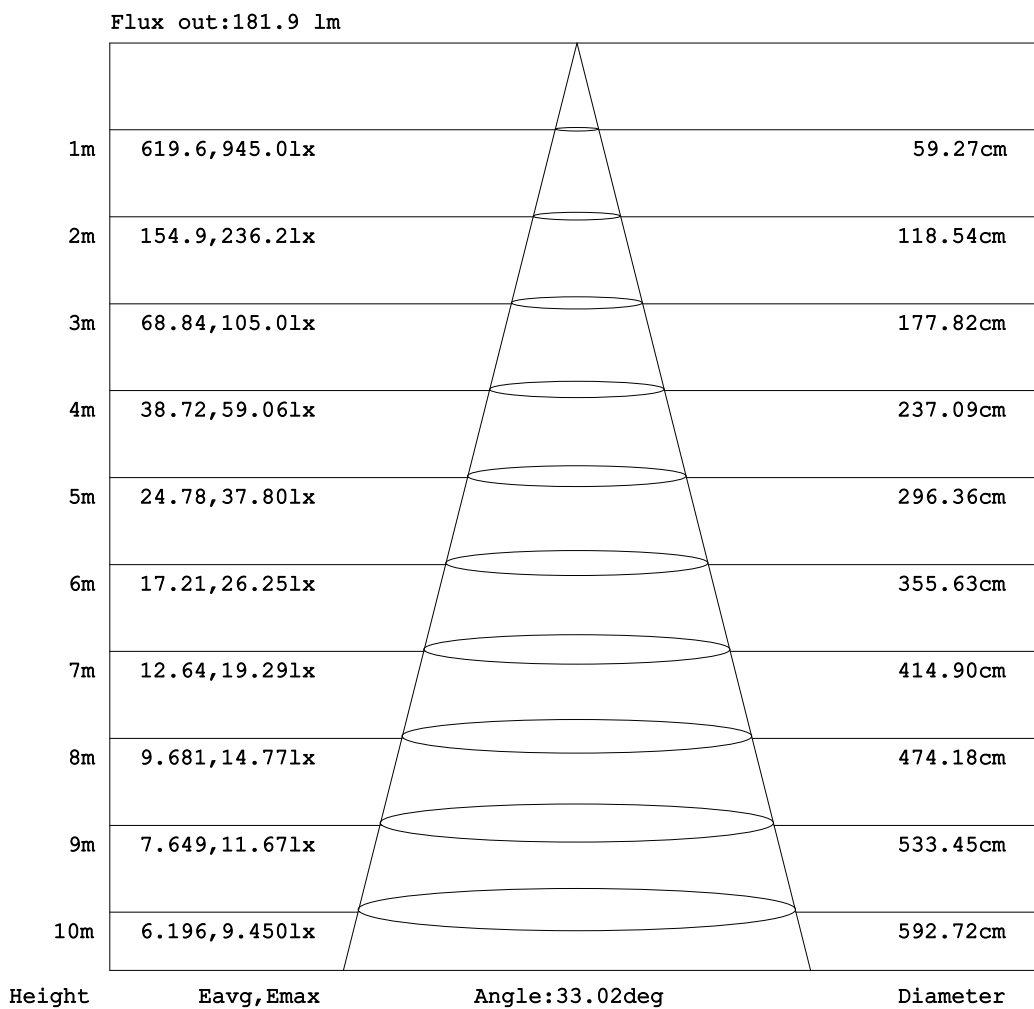 Flux out:181.9 lm
1m 619.6,945.0lx 59.27cm
2m 154.9,236.2lx 118.54cm
3m 68.84,105.0lx 177.82cm
4m 38.72,59.06lx 237.09cm
5m 24.78,37.80lx 296.36cm
6m 17.21,26.25lx 355.63cm
7m 12.64,19.29lx 414.90cm
8m 9.681,14.77lx 474.18cm
9m 7.649,11.67lx 533.45cm
10m 6.196,9.450lx 592.72cm
Height Eavg,Emax Angle:33.02deg Diameter